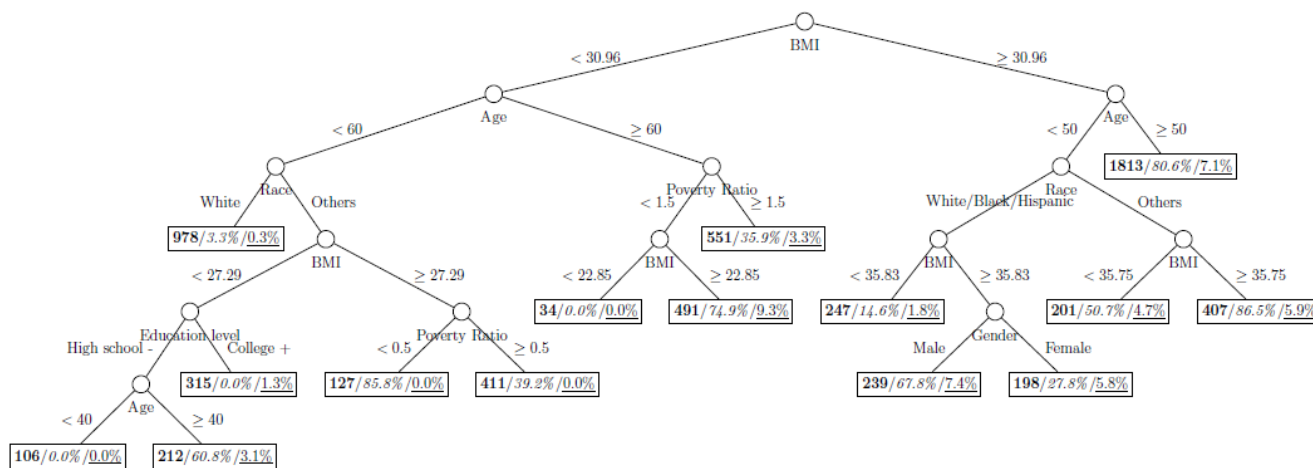 BMI
< 30.96
≥ 30.96
Age
Age
< 60
≥ 60
< 50
≥ 50
1813/80.6%/7.1%
Race
Poverty Ratio
Race
White
Others
< 1.5
≥ 1.5
White/Black/Hispanic
Others
978/3.3%/0.3%
551/35.9%/3.3%
BMI
BMI
BMI
BMI
< 27.29
≥ 27.29
< 22.85
≥ 22.85
< 35.83
≥ 35.83
< 35.75
≥ 35.75
34/0.0%/0.0%
491/74.9%/9.3%
247/14.6%/1.8%
201/50.7%/4.7%
407/86.5%/5.9%
Education level
Poverty Ratio
Gender
High school -
College +
< 0.5
≥ 0.5
Male
Female
315/0.0%/1.3%
127/85.8%/0.0%
411/39.2%/0.0%
239/67.8%/7.4%
198/27.8%/5.8%
Age
< 40
≥ 40
106/0.0%/0.0%
212/60.8%/3.1%